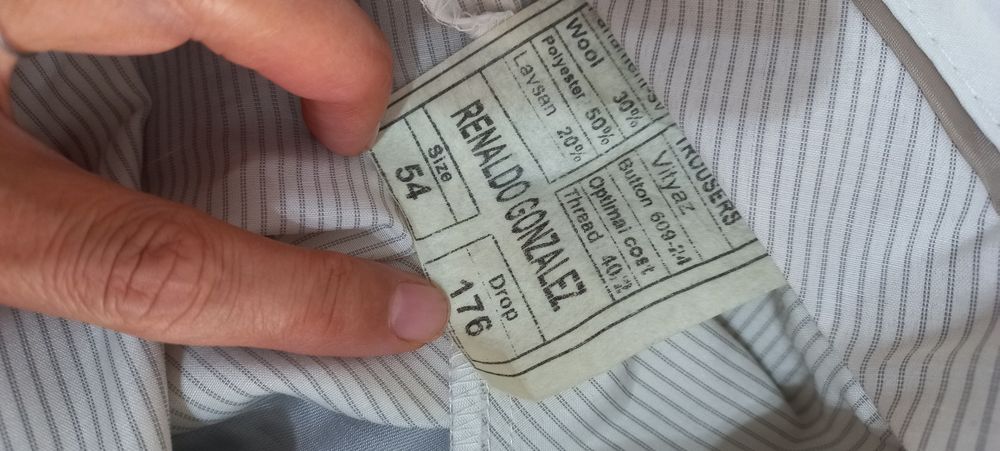 TROUSERS
Vityaz
Wool 30%
Polyester 50%
Lavsan 20%
Button 609-24
Optimal cost
Thread 40/2
RENALDO GONZALEZ
Size
54
Drop
176